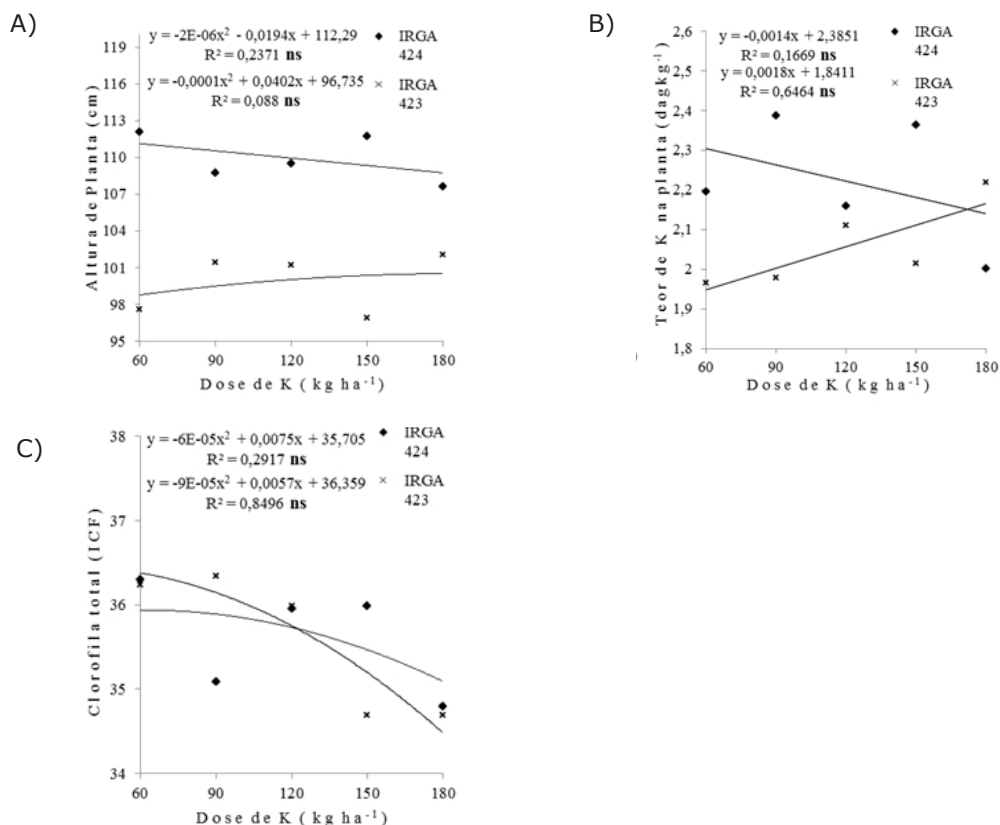 A)
y = -2E-06x² - 0,0194x + 112,29
R² = 0,2371 ns
y = -0,0001x² + 0,0402x + 96,735
R² = 0,088 ns
IRGA
424
IRGA
423
Altura de Planta (cm)
119
116
113
110
107
104
101
98
95
60 90 120 150 180
Dose de K ( kg ha⁻¹)
B)
y = -0,0014x + 2,3851
R² = 0,1669 ns
y = 0,0018x + 1,8411
R² = 0,6464 ns
IRGA
424
IRGA
423
Teor de K na planta (dagkg⁻¹)
2,6
2,5
2,4
2,3
2,2
2,1
2
1,9
1,8
60 90 120 150 180
Dose de K ( kg ha⁻¹)
C)
y = -6E-05x² + 0,0075x + 35,705
R² = 0,2917 ns
y = -9E-05x² + 0,0057x + 36,359
R² = 0,8496 ns
IRGA
424
IRGA
423
Clorofila total (ICF)
38
37
36
35
34
60 90 120 150 180
Dose de K ( kg ha⁻¹)